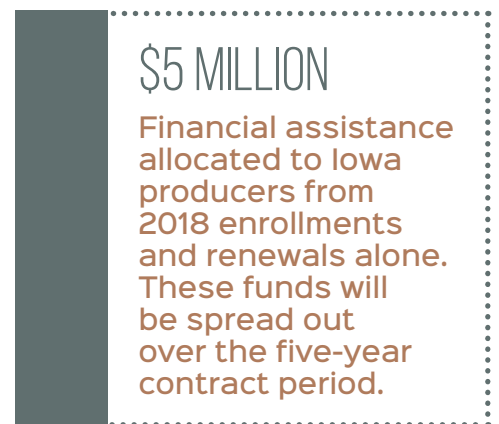 $5 MILLION
Financial assistance
allocated to Iowa
producers from
2018 enrollments
and renewals alone.
These funds will
be spread out
over the five-year
contract period.